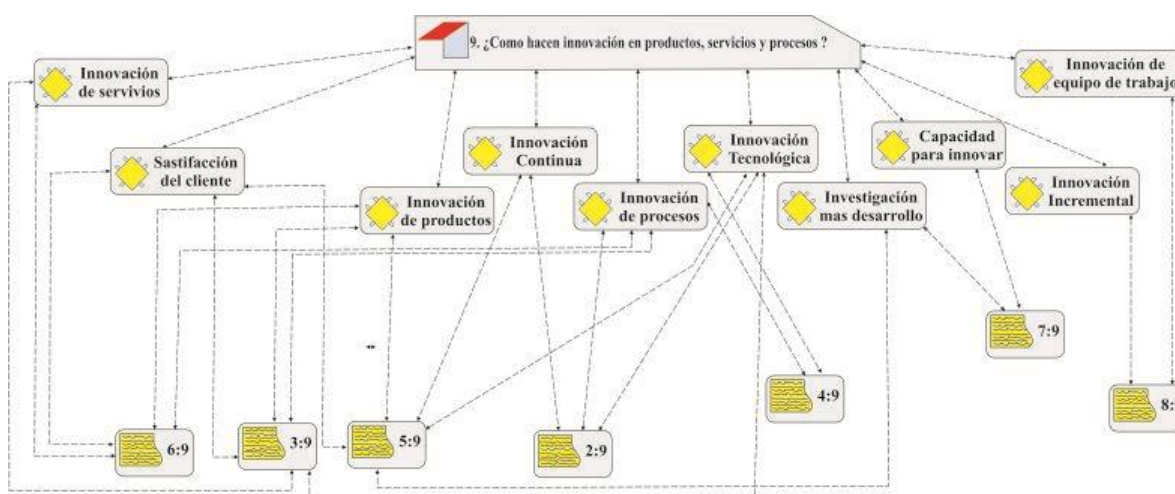 9. ¿Como hacen innovación en productos, servicios y procesos ?
Innovación
de servivios
Innovación de
equipo de trabajo
Sastifacción
del cliente
Innovación
Continua
Innovación
Tecnológica
Capacidad
para innovar
Innovación
de productos
Innovación
de procesos
Investigación
mas desarrollo
Innovación
Incremental
7:9
4:9
8:9
6:9
3:9
5:9
2:9